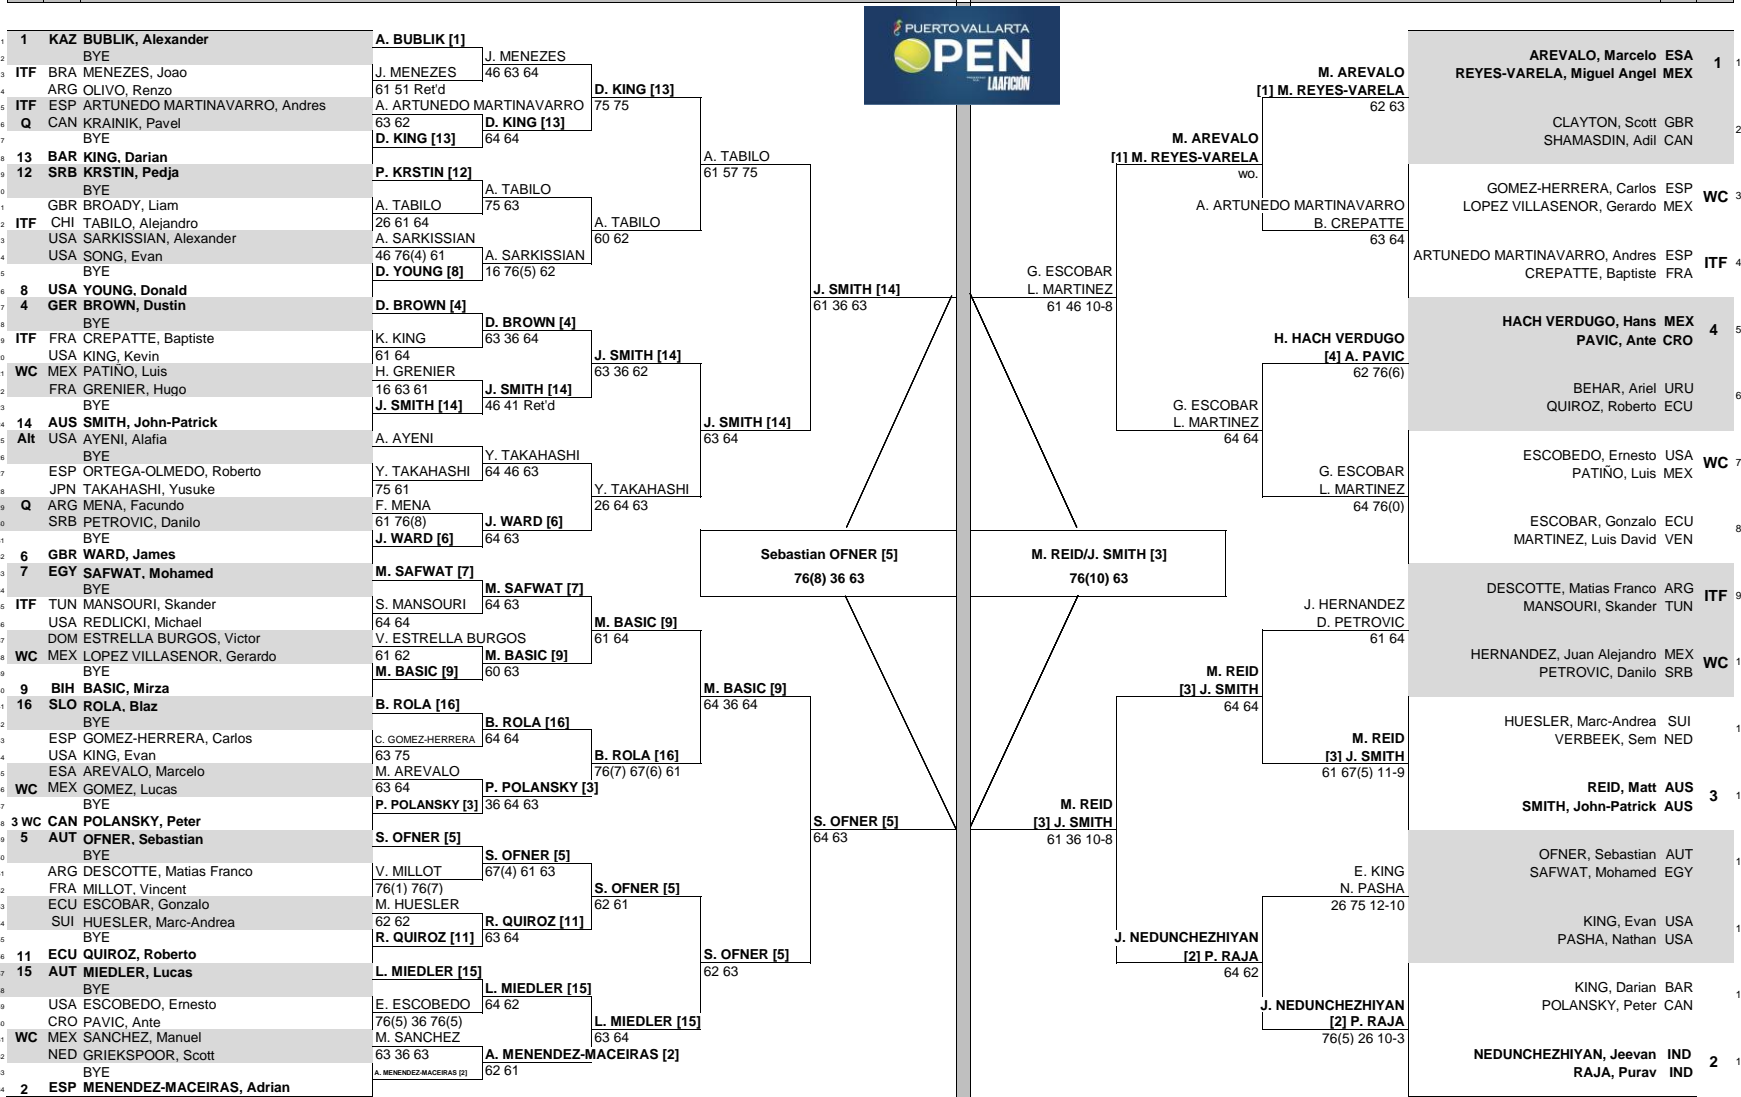 PUERTO VALLARTA
OPEN
LA AFICIÓN
1 KAZ BUBLIK, Alexander
BYE
ITF BRA MENEZES, Joao
ARG OLIVO, Renzo
ITF ESP ARTUNEDO MARTINAVARRO, Andres
Q CAN KRAINIK, Pavel
BYE
13 BAR KING, Darian
12 SRB KRSTIN, Pedja
BYE
GBR BROADY, Liam
ITF CHI TABILO, Alejandro
USA SARKISSIAN, Alexander
USA SONG, Evan
BYE
8 USA YOUNG, Donald
4 GER BROWN, Dustin
BYE
ITF FRA CREPATTE, Baptiste
USA KING, Kevin
WC MEX PATIÑO, Luis
FRA GRENIER, Hugo
BYE
14 AUS SMITH, John-Patrick
Alt USA AYENI, Alafia
BYE
ESP ORTEGA-OLMEDO, Roberto
JPN TAKAHASHI, Yusuke
Q ARG MENA, Facundo
SRB PETROVIC, Danilo
BYE
6 GBR WARD, James
7 EGY SAFWAT, Mohamed
BYE
ITF TUN MANSOURI, Skander
USA REDLICKI, Michael
DOM ESTRELLA BURGOS, Victor
WC MEX LOPEZ VILLASENOR, Gerardo
BYE
9 BIH BASIC, Mirza
16 SLO ROLA, Blaz
BYE
ESP GOMEZ-HERRERA, Carlos
USA KING, Evan
ESA AREVALO, Marcelo
WC MEX GOMEZ, Lucas
BYE
3 WC CAN POLANSKY, Peter
5 AUT OFNER, Sebastian
BYE
ARG DESCOTTE, Matias Franco
FRA MILLOT, Vincent
ECU ESCOBAR, Gonzalo
SUI HUESLER, Marc-Andrea
BYE
11 ECU QUIROZ, Roberto
15 AUT MIEDLER, Lucas
BYE
USA ESCOBEDO, Ernesto
CRO PAVIC, Ante
WC MEX SANCHEZ, Manuel
NED GRIEKSPOOR, Scott
BYE
2 ESP MENENDEZ-MACEIRAS, Adrian
A. BUBLIK [1]
J. MENEZES
61 51 Ret'd
A. ARTUNEDO MARTINAVARRO
63 62
D. KING [13]
P. KRSTIN [12]
A. TABILO
26 61 64
A. SARKISSIAN
46 76(4) 61
D. YOUNG [8]
D. BROWN [4]
K. KING
61 64
H. GRENIER
16 63 61
J. SMITH [14]
A. AYENI
Y. TAKAHASHI
75 61
F. MENA
61 76(8)
J. WARD [6]
M. SAFWAT [7]
S. MANSOURI
64 64
V. ESTRELLA BURGOS
61 62
M. BASIC [9]
B. ROLA [16]
C. GOMEZ-HERRERA
63 75
M. AREVALO
63 64
P. POLANSKY [3]
S. OFNER [5]
V. MILLOT
76(1) 76(7)
M. HUESLER
62 62
R. QUIROZ [11]
L. MIEDLER [15]
E. ESCOBEDO
76(5) 36 76(5)
M. SANCHEZ
63 36 63
A. MENENDEZ-MACEIRAS [2]
J. MENEZES
46 63 64
D. KING [13]
64 64
A. TABILO
75 63
A. SARKISSIAN
16 76(5) 62
D. BROWN [4]
63 36 64
J. SMITH [14]
46 41 Ret'd
Y. TAKAHASHI
64 46 63
J. WARD [6]
64 63
M. SAFWAT [7]
64 63
M. BASIC [9]
60 63
B. ROLA [16]
64 64
P. POLANSKY [3]
36 64 63
S. OFNER [5]
67(4) 61 63
R. QUIROZ [11]
63 64
L. MIEDLER [15]
64 62
A. MENENDEZ-MACEIRAS [2]
62 61
D. KING [13]
75 75
A. TABILO
60 62
J. SMITH [14]
63 36 62
Y. TAKAHASHI
26 64 63
M. BASIC [9]
61 64
B. ROLA [16]
76(7) 67(6) 61
S. OFNER [5]
62 61
L. MIEDLER [15]
63 64
A. TABILO
61 57 75
J. SMITH [14]
63 64
M. BASIC [9]
64 36 64
S. OFNER [5]
62 63
J. SMITH [14]
61 36 63
S. OFNER [5]
64 63
Sebastian OFNER [5]
76(8) 36 63
M. REID/J. SMITH [3]
76(10) 63
G. ESCOBAR
L. MARTINEZ
61 46 10-8
M. REID
[3] J. SMITH
61 36 10-8
M. AREVALO
[1] M. REYES-VARELA
wo.
G. ESCOBAR
L. MARTINEZ
64 64
M. REID
[3] J. SMITH
64 64
J. NEDUNCHEZHIYAN
[2] P. RAJA
64 62
M. AREVALO
[1] M. REYES-VARELA
62 63
A. ARTUNEDO MARTINAVARRO
B. CREPATTE
63 64
H. HACH VERDUGO
[4] A. PAVIC
62 76(6)
G. ESCOBAR
L. MARTINEZ
64 76(0)
J. HERNANDEZ
D. PETROVIC
61 64
M. REID
[3] J. SMITH
61 67(5) 11-9
E. KING
N. PASHA
26 75 12-10
J. NEDUNCHEZHIYAN
[2] P. RAJA
76(5) 26 10-3
AREVALO, Marcelo ESA
REYES-VARELA, Miguel Angel MEX
1 1
CLAYTON, Scott GBR
SHAMASDIN, Adil CAN
2
GOMEZ-HERRERA, Carlos ESP
LOPEZ VILLASENOR, Gerardo MEX
WC 3
ARTUNEDO MARTINAVARRO, Andres ESP
CREPATTE, Baptiste FRA
ITF 4
HACH VERDUGO, Hans MEX
PAVIC, Ante CRO
4 5
BEHAR, Ariel URU
QUIROZ, Roberto ECU
6
ESCOBEDO, Ernesto USA
PATIÑO, Luis MEX
WC 7
ESCOBAR, Gonzalo ECU
MARTINEZ, Luis David VEN
8
DESCOTTE, Matias Franco ARG
MANSOURI, Skander TUN
ITF 9
HERNANDEZ, Juan Alejandro MEX
PETROVIC, Danilo SRB
WC 1
HUESLER, Marc-Andrea SUI
VERBEEK, Sem NED
1
REID, Matt AUS
SMITH, John-Patrick AUS
3 1
OFNER, Sebastian AUT
SAFWAT, Mohamed EGY
1
KING, Evan USA
PASHA, Nathan USA
1
KING, Darian BAR
POLANSKY, Peter CAN
1
NEDUNCHEZHIYAN, Jeevan IND
RAJA, Purav IND
2 1